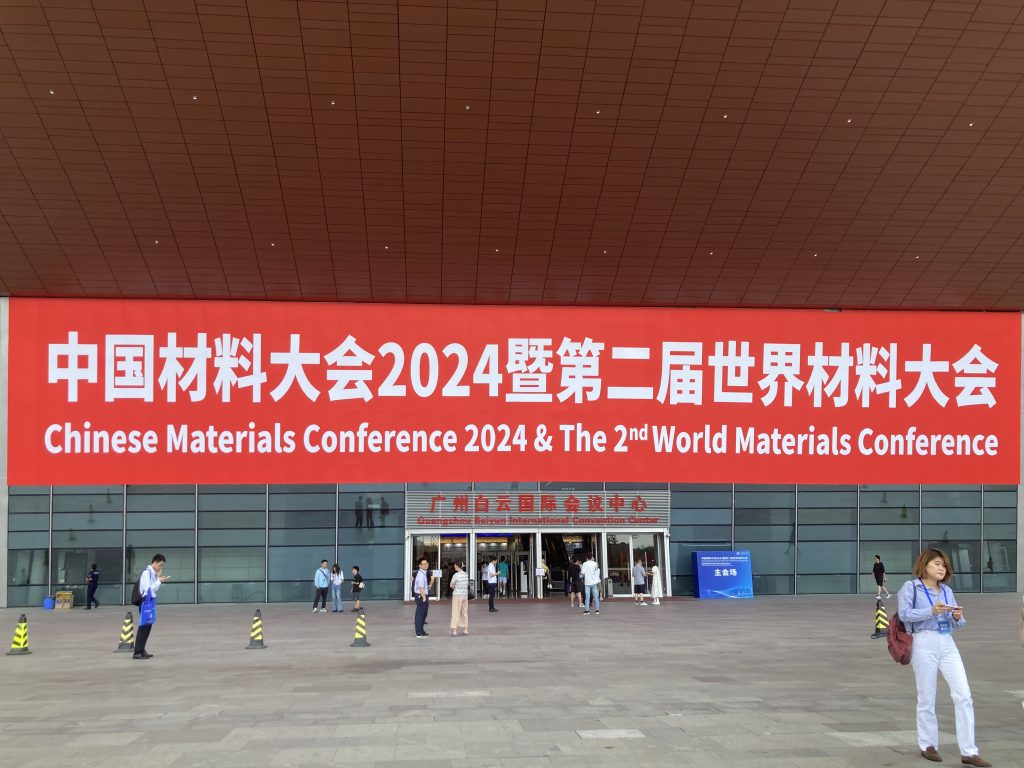 中国材料大会2024暨第二届世界材料大会
Chinese Materials Conference 2024 & The 2nd World Materials Conference
广州白云国际会议中心
Guangzhou Baiyun International Convention Center
主会场